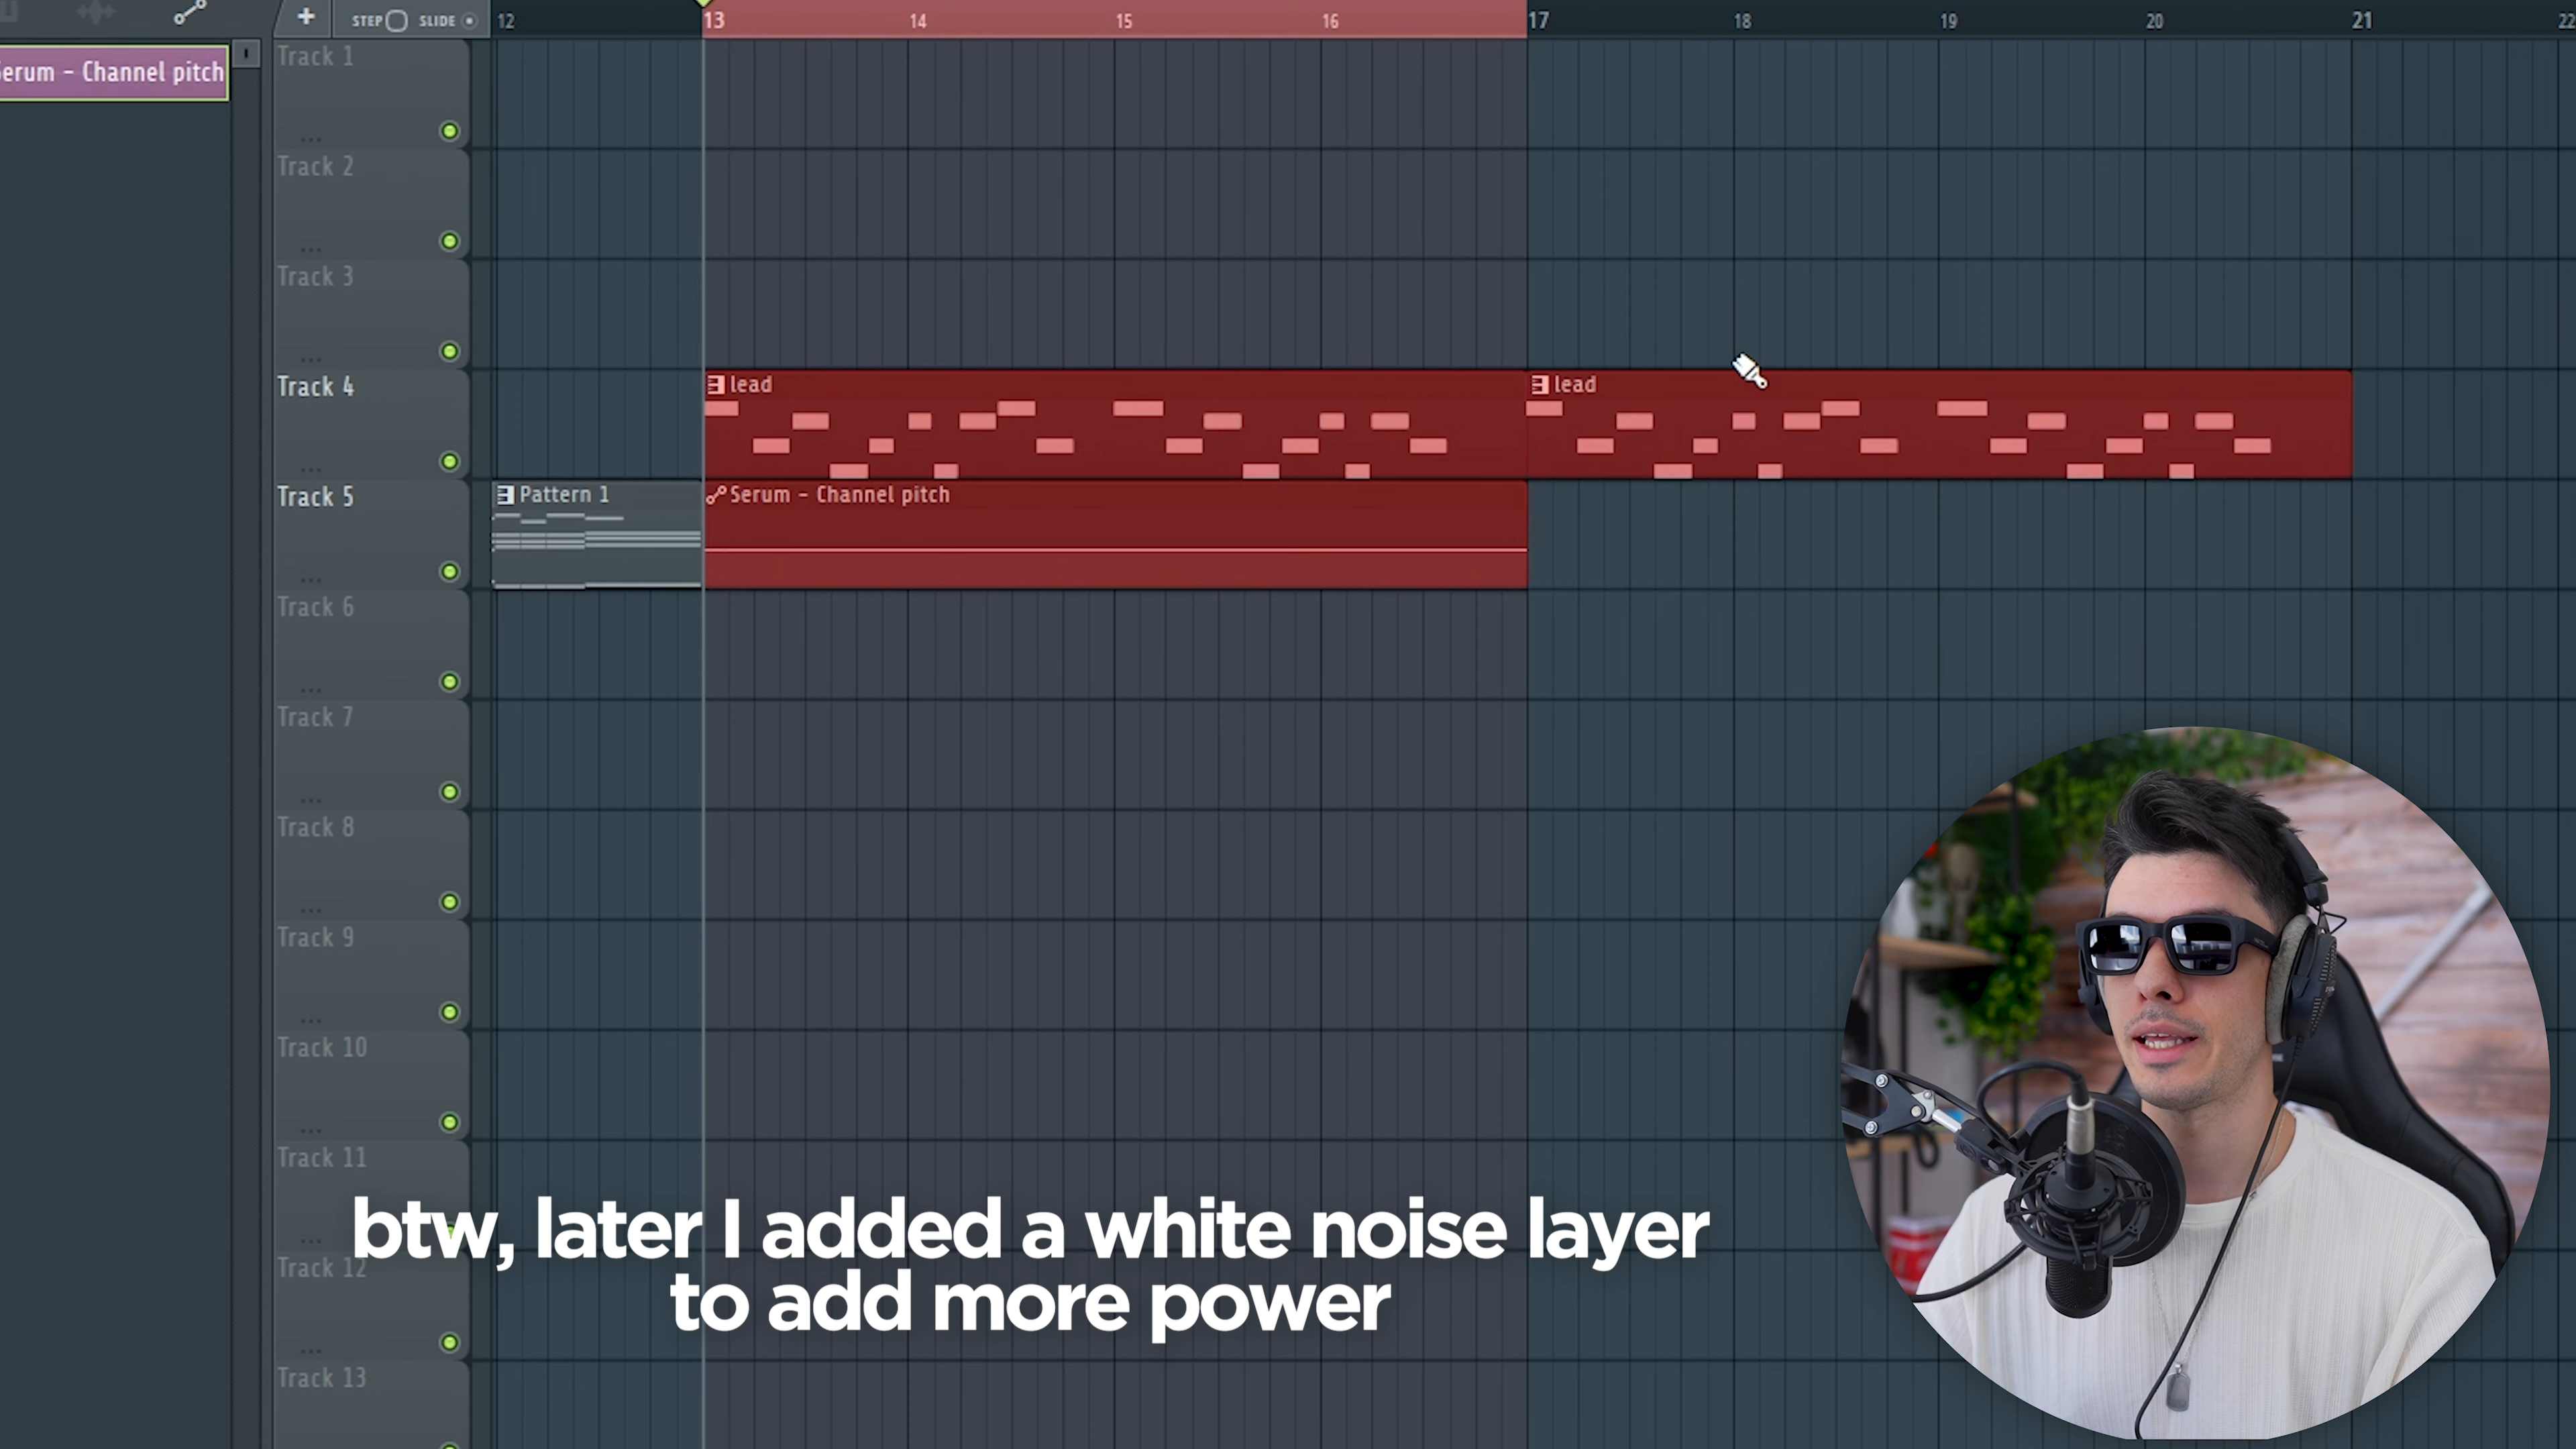 STEP SLIDE 12 13 14 15 16 17 18 19 20 21 22
Serum - Channel pitch
Track 1
Track 2
Track 3
Track 4
lead
lead
Track 5
Pattern 1
Serum - Channel pitch
Track 6
Track 7
Track 8
Track 9
Track 10
Track 11
btw, later I added a white noise layer
Track 12
to add more power
Track 13